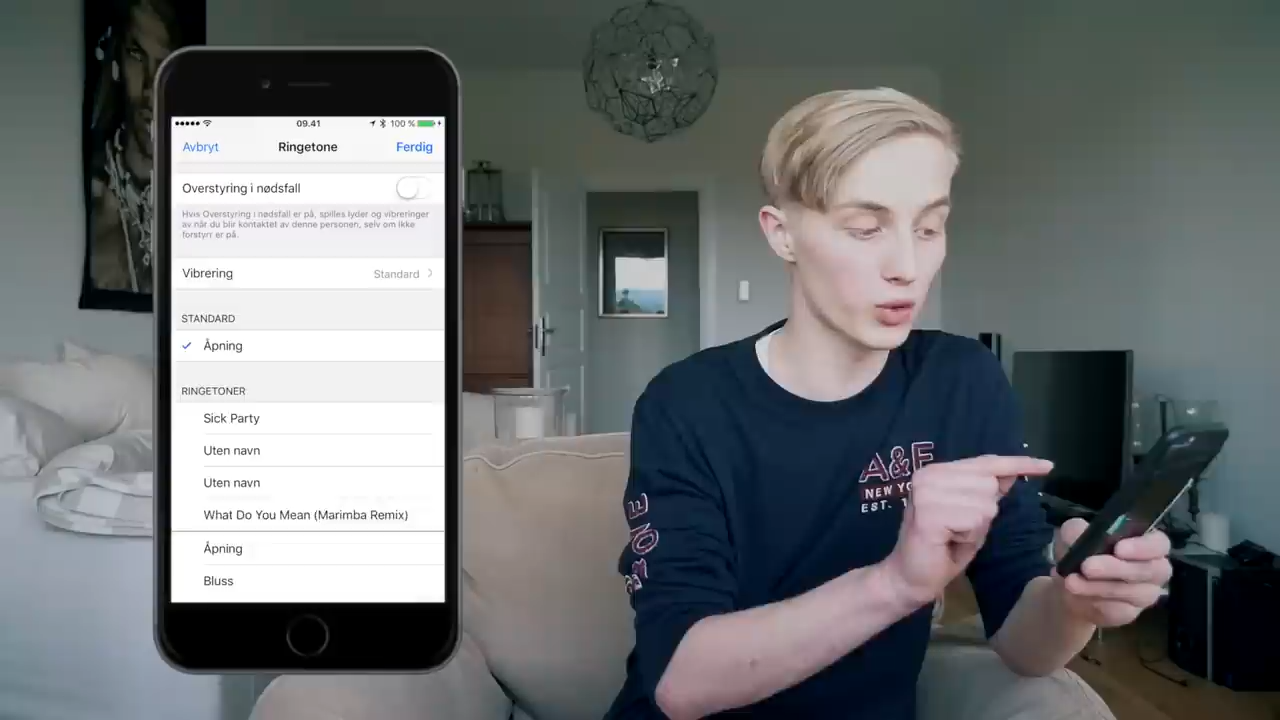 09.41
100 %
Avbryt
Ringetone
Ferdig
Overstyring i nødsfall
Hvis Overstyring i nødsfall er på, spilles lyder og vibreringer
av når du blir kontaktet av denne personen, selv om Ikke
forstyrr er på.
Vibrering
Standard
STANDARD
Åpning
RINGETONER
Sick Party
Uten navn
Uten navn
What Do You Mean (Marimba Remix)
Åpning
Bluss
A&F
NEW YO
EST. 1